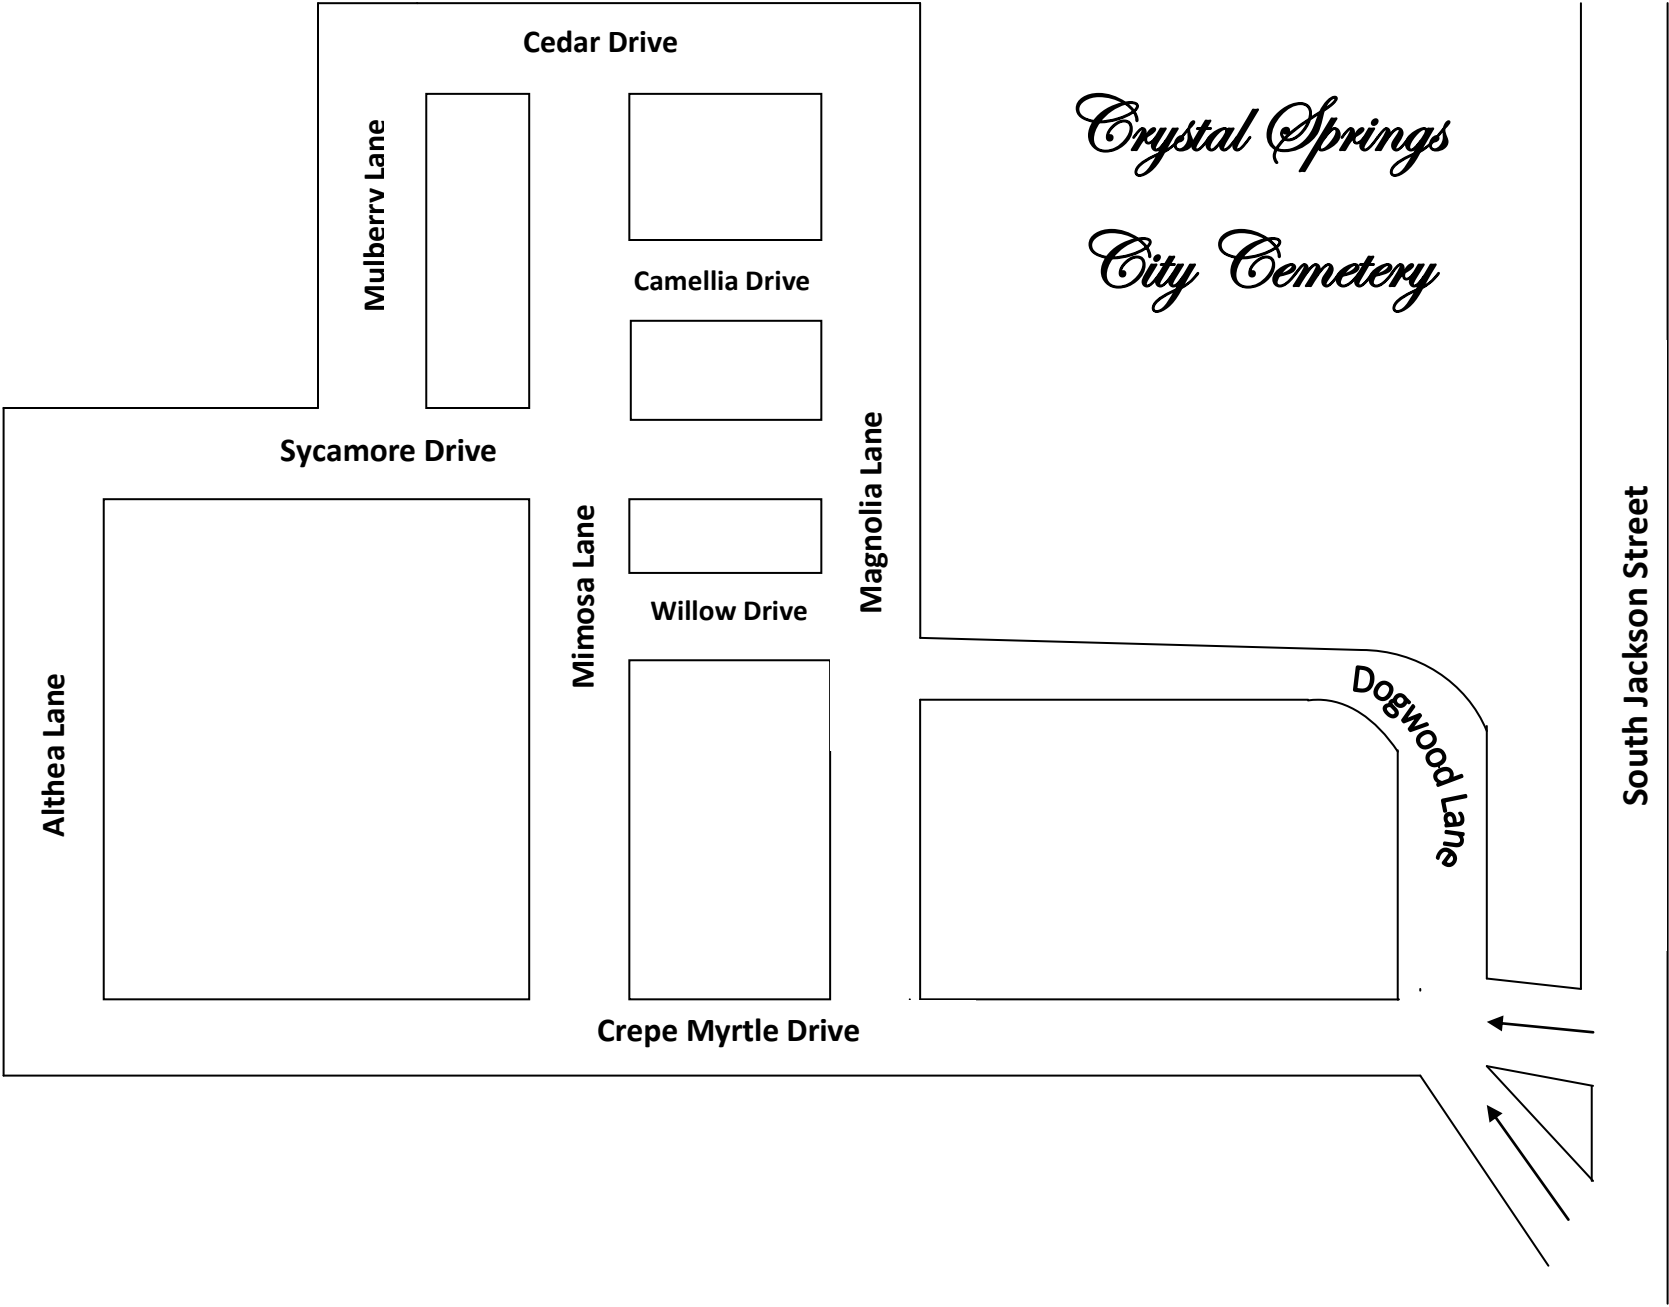 Cedar Drive
Crystal Springs
City Cemetery
Mulberry Lane
Camellia Drive
Sycamore Drive
Magnolia Lane
Mimosa Lane
Willow Drive
South Jackson Street
Althea Lane
Dogwood Lane
Crepe Myrtle Drive